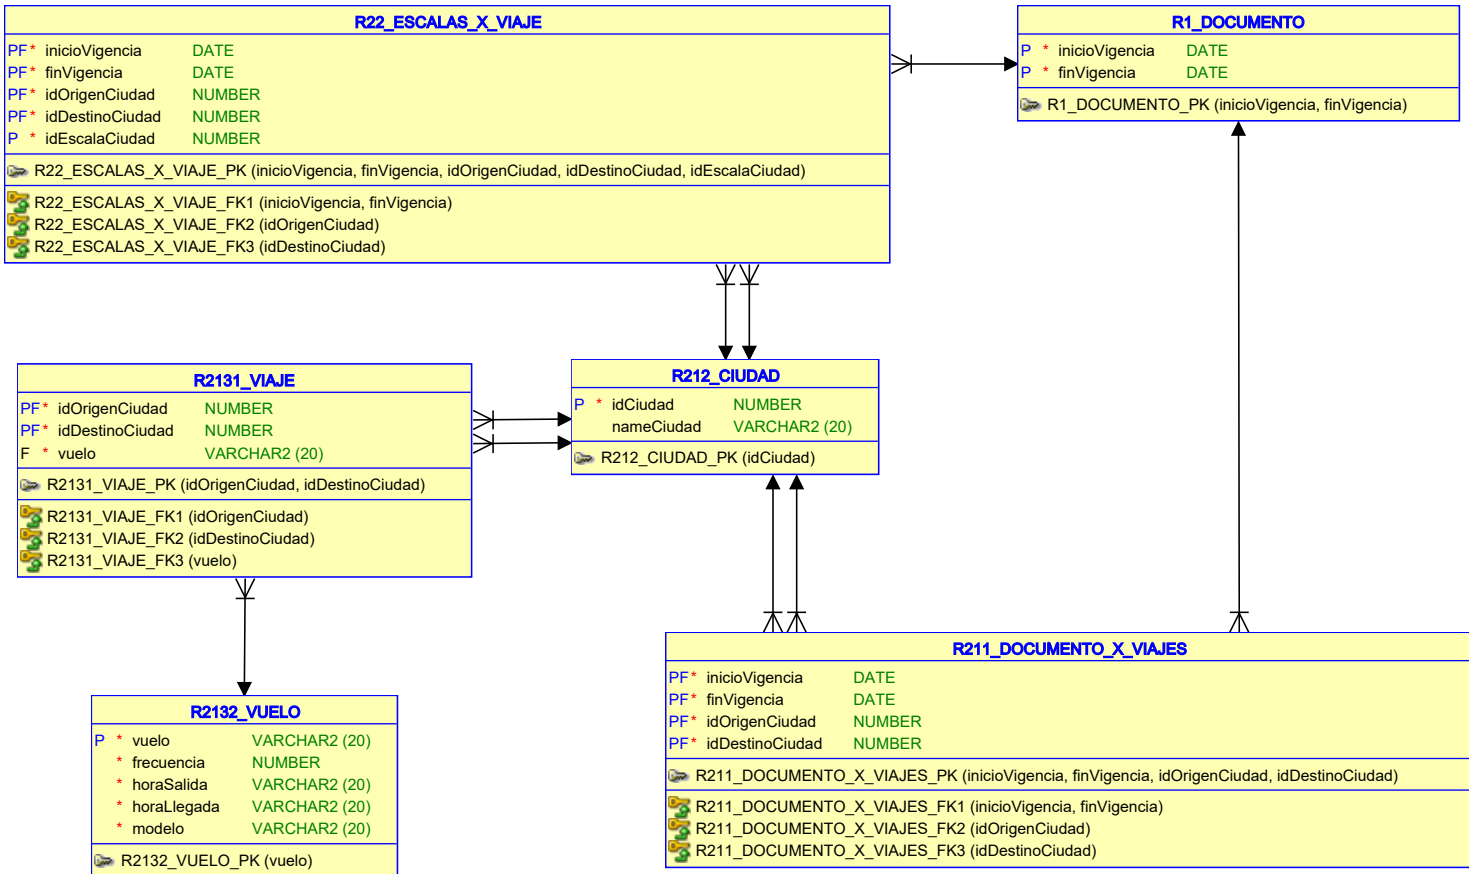 R22_ESCALAS_X_VIAJE
PF* inicioVigencia DATE
PF* finVigencia DATE
PF* idOrigenCiudad NUMBER
PF* idDestinoCiudad NUMBER
P * idEscalaCiudad NUMBER
R22_ESCALAS_X_VIAJE_PK (inicioVigencia, finVigencia, idOrigenCiudad, idDestinoCiudad, idEscalaCiudad)
R22_ESCALAS_X_VIAJE_FK1 (inicioVigencia, finVigencia)
R22_ESCALAS_X_VIAJE_FK2 (idOrigenCiudad)
R22_ESCALAS_X_VIAJE_FK3 (idDestinoCiudad)
R1_DOCUMENTO
P * inicioVigencia DATE
P * finVigencia DATE
R1_DOCUMENTO_PK (inicioVigencia, finVigencia)
R2131_VIAJE
PF* idOrigenCiudad NUMBER
PF* idDestinoCiudad NUMBER
F * vuelo VARCHAR2 (20)
R2131_VIAJE_PK (idOrigenCiudad, idDestinoCiudad)
R2131_VIAJE_FK1 (idOrigenCiudad)
R2131_VIAJE_FK2 (idDestinoCiudad)
R2131_VIAJE_FK3 (vuelo)
R212_CIUDAD
P * idCiudad NUMBER
nameCiudad VARCHAR2 (20)
R212_CIUDAD_PK (idCiudad)
R2132_VUELO
P * vuelo VARCHAR2 (20)
* frecuencia NUMBER
* horaSalida VARCHAR2 (20)
* horaLlegada VARCHAR2 (20)
* modelo VARCHAR2 (20)
R2132_VUELO_PK (vuelo)
R211_DOCUMENTO_X_VIAJES
PF* inicioVigencia DATE
PF* finVigencia DATE
PF* idOrigenCiudad NUMBER
PF* idDestinoCiudad NUMBER
R211_DOCUMENTO_X_VIAJES_PK (inicioVigencia, finVigencia, idOrigenCiudad, idDestinoCiudad)
R211_DOCUMENTO_X_VIAJES_FK1 (inicioVigencia, finVigencia)
R211_DOCUMENTO_X_VIAJES_FK2 (idOrigenCiudad)
R211_DOCUMENTO_X_VIAJES_FK3 (idDestinoCiudad)